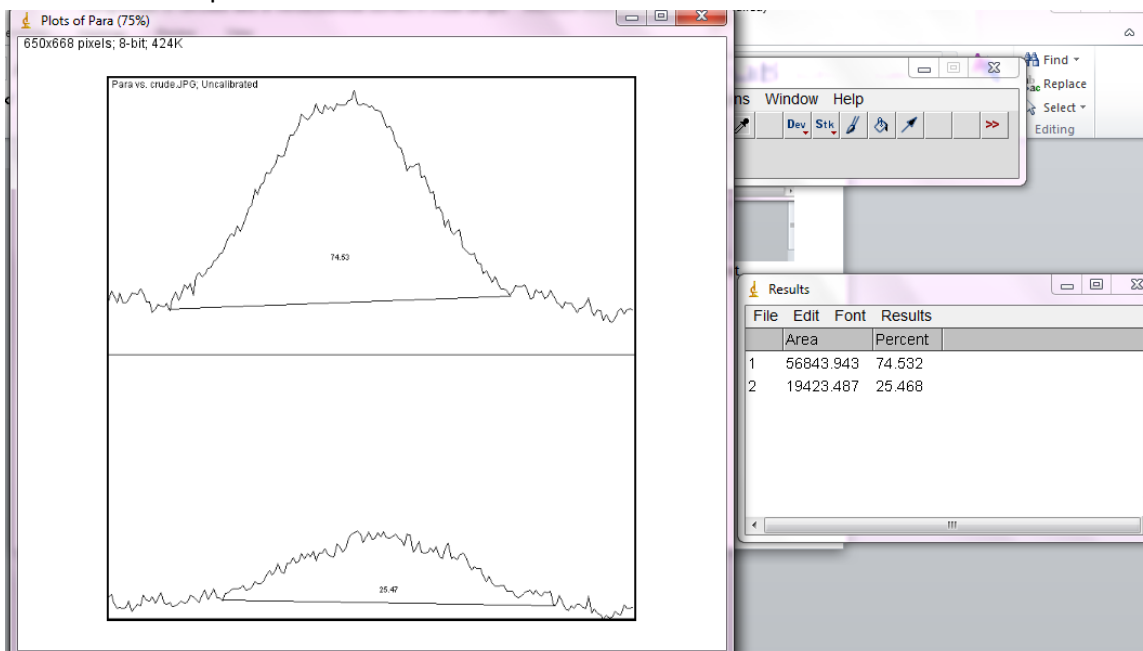 Plots of Para (75%)
650x668 pixels; 8-bit; 424K
Para vs. crude.JPG; Uncalibrated
74.53
25.47
Find
Replace
Select
Editing
Window Help
Dev Stk >>
Results
File Edit Font Results
Area Percent
1 56843.943 74.532
2 19423.487 25.468